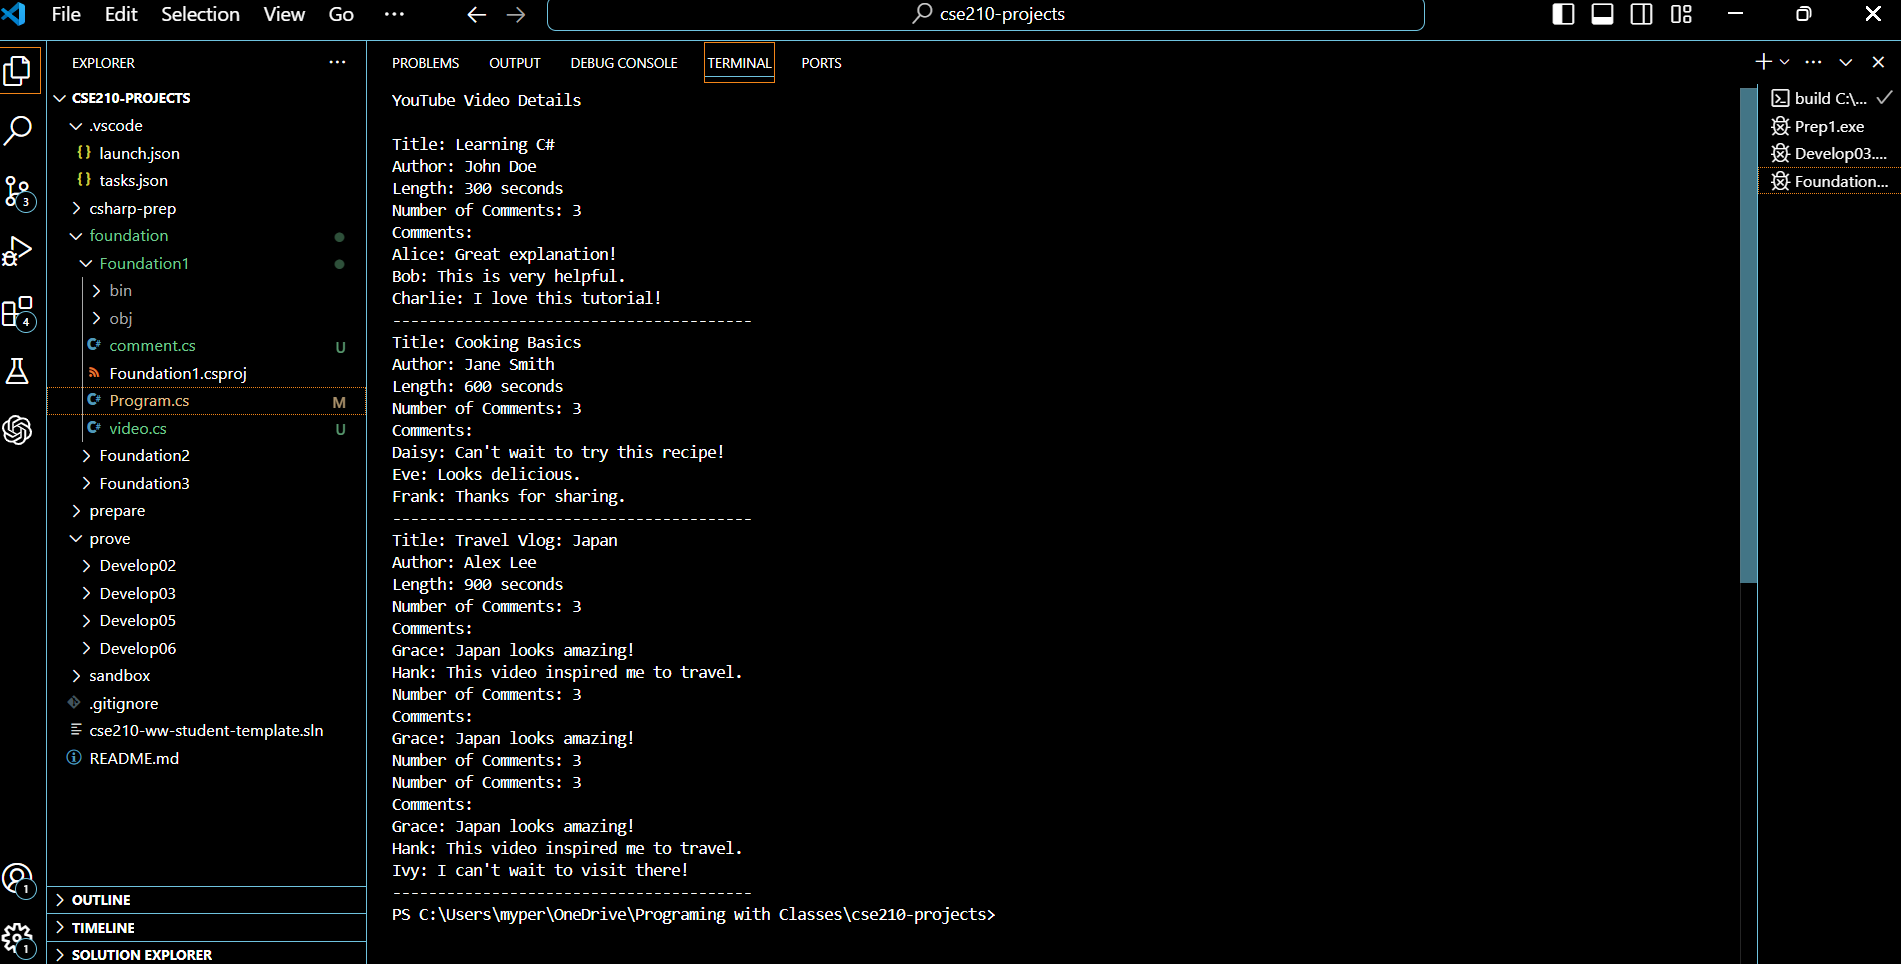 File Edit Selection View Go ···
cse210-projects
EXPLORER
CSE210-PROJECTS
.vscode
{} launch.json
{} tasks.json
csharp-prep
foundation
Foundation1
bin
obj
C# comment.cs U
Foundation1.csproj
C# Program.cs M
C# video.cs U
Foundation2
Foundation3
prepare
prove
Develop02
Develop03
Develop05
Develop06
sandbox
.gitignore
cse210-ww-student-template.sln
README.md
OUTLINE
TIMELINE
SOLUTION EXPLORER
3
4
1
1
PROBLEMS OUTPUT DEBUG CONSOLE TERMINAL PORTS
YouTube Video Details
Title: Learning C#
Author: John Doe
Length: 300 seconds
Number of Comments: 3
Comments:
Alice: Great explanation!
Bob: This is very helpful.
Charlie: I love this tutorial!
----------------------------------------
Title: Cooking Basics
Author: Jane Smith
Length: 600 seconds
Number of Comments: 3
Comments:
Daisy: Can't wait to try this recipe!
Eve: Looks delicious.
Frank: Thanks for sharing.
----------------------------------------
Title: Travel Vlog: Japan
Author: Alex Lee
Length: 900 seconds
Number of Comments: 3
Comments:
Grace: Japan looks amazing!
Hank: This video inspired me to travel.
Number of Comments: 3
Comments:
Grace: Japan looks amazing!
Number of Comments: 3
Number of Comments: 3
Comments:
Grace: Japan looks amazing!
Hank: This video inspired me to travel.
Ivy: I can't wait to visit there!
----------------------------------------
PS C:\Users\myper\OneDrive\Programing with Classes\cse210-projects>
build C:\...
Prep1.exe
Develop03....
Foundation...